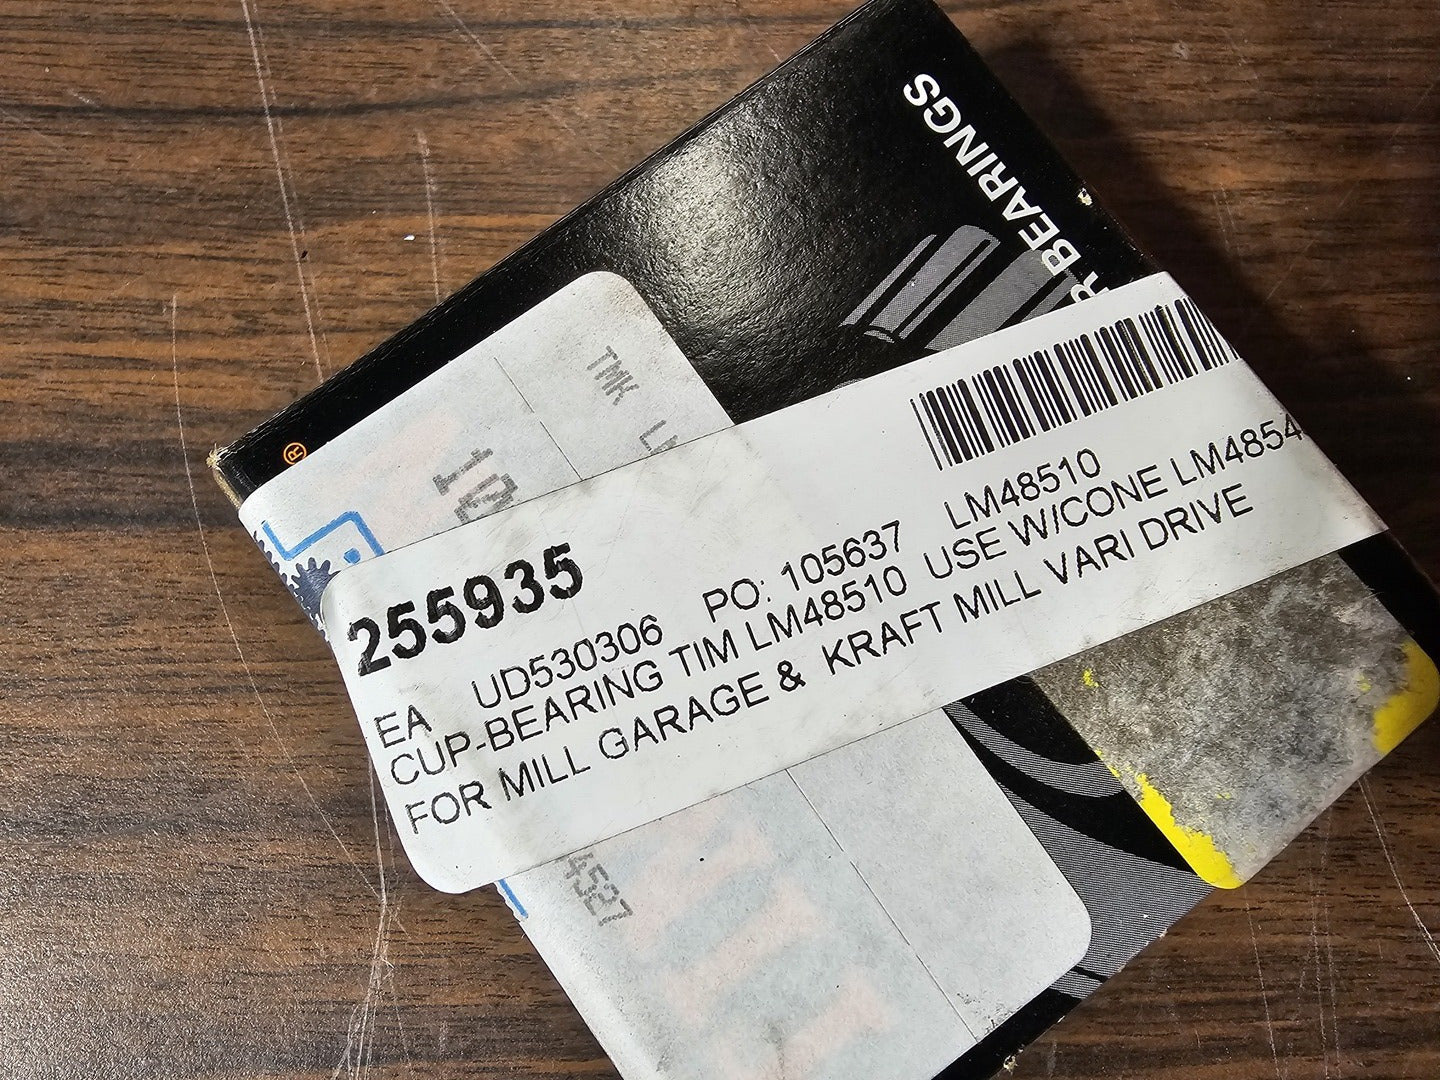 BEARINGS
®
TMK
10
255935
LM48510
EA UD530306 PO: 105637
CUP-BEARING TIM LM48510 USE W/CONE LM4854
FOR MILL GARAGE & KRAFT MILL VARI DRIVE
4527